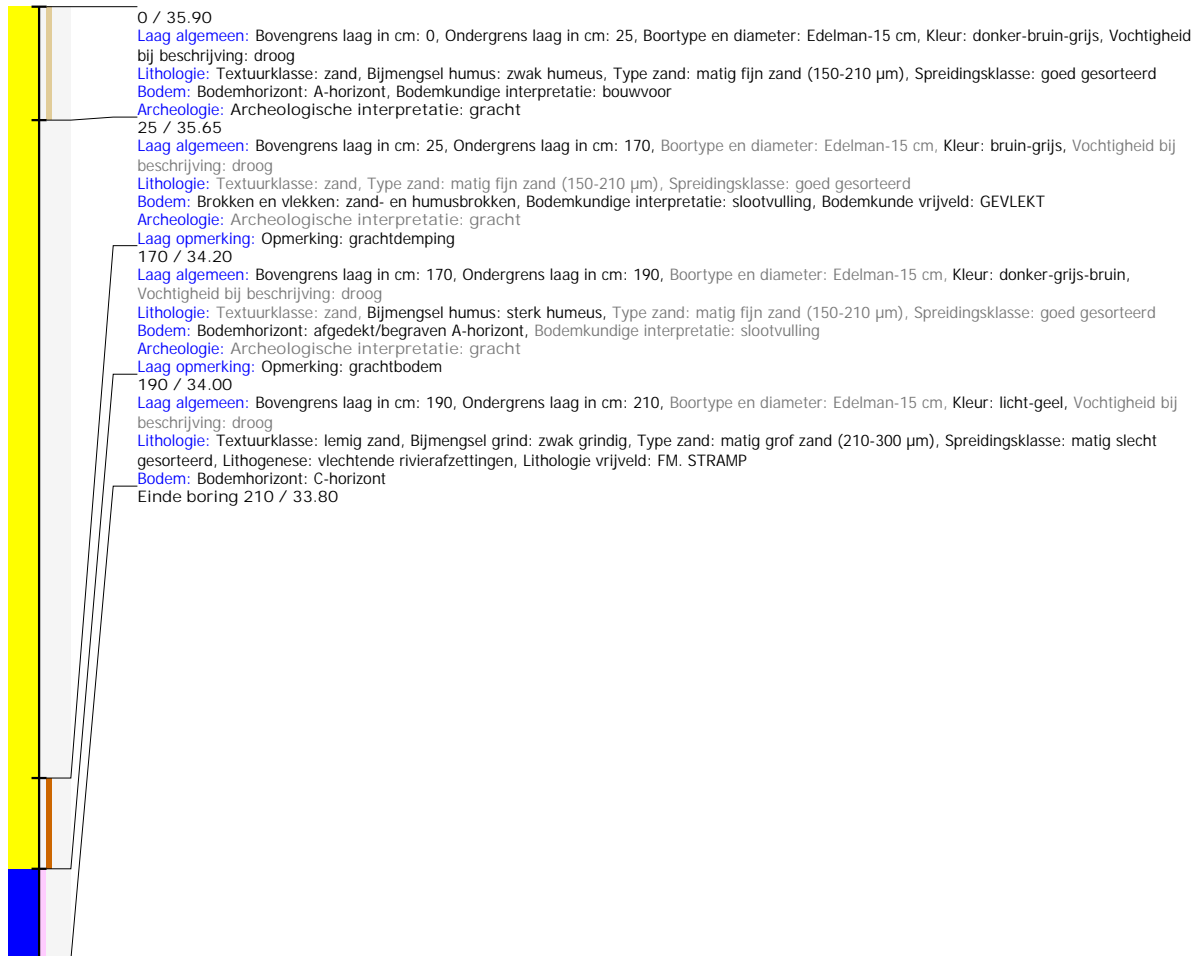 0 / 35.90
Laag algemeen: Bovengrens laag in cm: 0, Ondergrens laag in cm: 25, Boortype en diameter: Edelman-15 cm, Kleur: donker-bruin-grijs, Vochtigheid
bij beschrijving: droog
Lithologie: Textuurklasse: zand, Bijmengsel humus: zwak humeus, Type zand: matig fijn zand (150-210 µm), Spreidingsklasse: goed gesorteerd
Bodem: Bodemhorizont: A-horizont, Bodemkundige interpretatie: bouwvoor
Archeologie: Archeologische interpretatie: gracht
25 / 35.65
Laag algemeen: Bovengrens laag in cm: 25, Ondergrens laag in cm: 170, Boortype en diameter: Edelman-15 cm, Kleur: bruin-grijs, Vochtigheid bij
beschrijving: droog
Lithologie: Textuurklasse: zand, Type zand: matig fijn zand (150-210 µm), Spreidingsklasse: goed gesorteerd
Bodem: Brokken en vlekken: zand- en humusbrokken, Bodemkundige interpretatie: slootvulling, Bodemkunde vrijveld: GEVLEKT
Archeologie: Archeologische interpretatie: gracht
Laag opmerking: Opmerking: grachtdemping
170 / 34.20
Laag algemeen: Bovengrens laag in cm: 170, Ondergrens laag in cm: 190, Boortype en diameter: Edelman-15 cm, Kleur: donker-grijs-bruin,
Vochtigheid bij beschrijving: droog
Lithologie: Textuurklasse: zand, Bijmengsel humus: sterk humeus, Type zand: matig fijn zand (150-210 µm), Spreidingsklasse: goed gesorteerd
Bodem: Bodemhorizont: afgedekt/begraven A-horizont, Bodemkundige interpretatie: slootvulling
Archeologie: Archeologische interpretatie: gracht
Laag opmerking: Opmerking: grachtbodem
190 / 34.00
Laag algemeen: Bovengrens laag in cm: 190, Ondergrens laag in cm: 210, Boortype en diameter: Edelman-15 cm, Kleur: licht-geel, Vochtigheid bij
beschrijving: droog
Lithologie: Textuurklasse: lemig zand, Bijmengsel grind: zwak grindig, Type zand: matig grof zand (210-300 µm), Spreidingsklasse: matig slecht
gesorteerd, Lithogenese: vlechtende rivierafzettingen, Lithologie vrijveld: FM. STRAMP
Bodem: Bodemhorizont: C-horizont
Einde boring 210 / 33.80